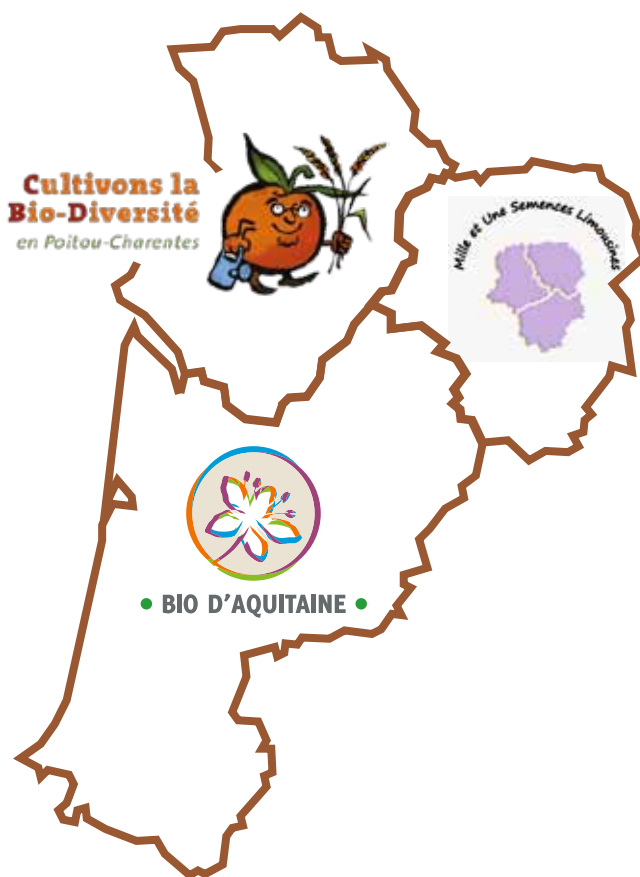 Cultivons la
Bio-Diversité
en Poitou-Charentes
Mille et Une Semences Limousines
• BIO D'AQUITAINE •